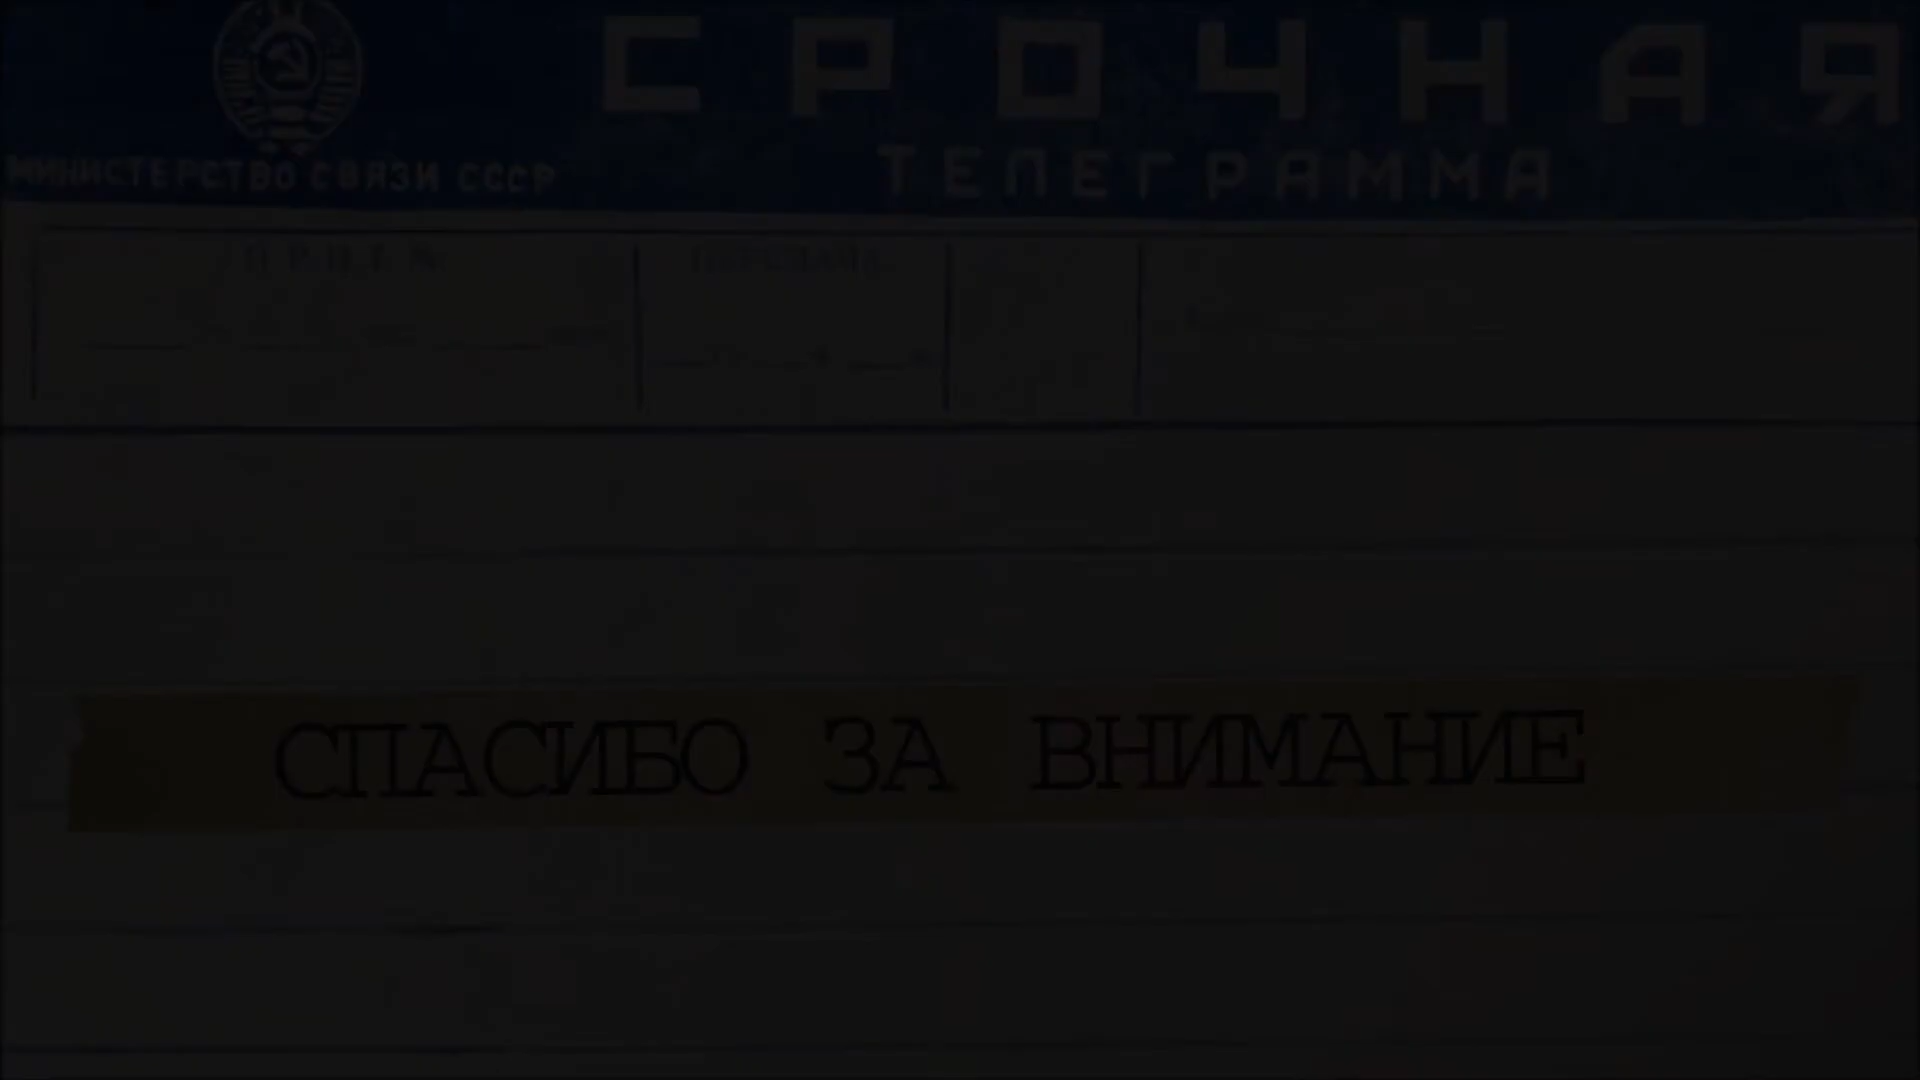 СРОЧНАЯ
ТЕЛЕГРАММА
МИНИСТЕРСТВО СВЯЗИ СССР
СПАСИБО ЗА ВНИМАНИЕ